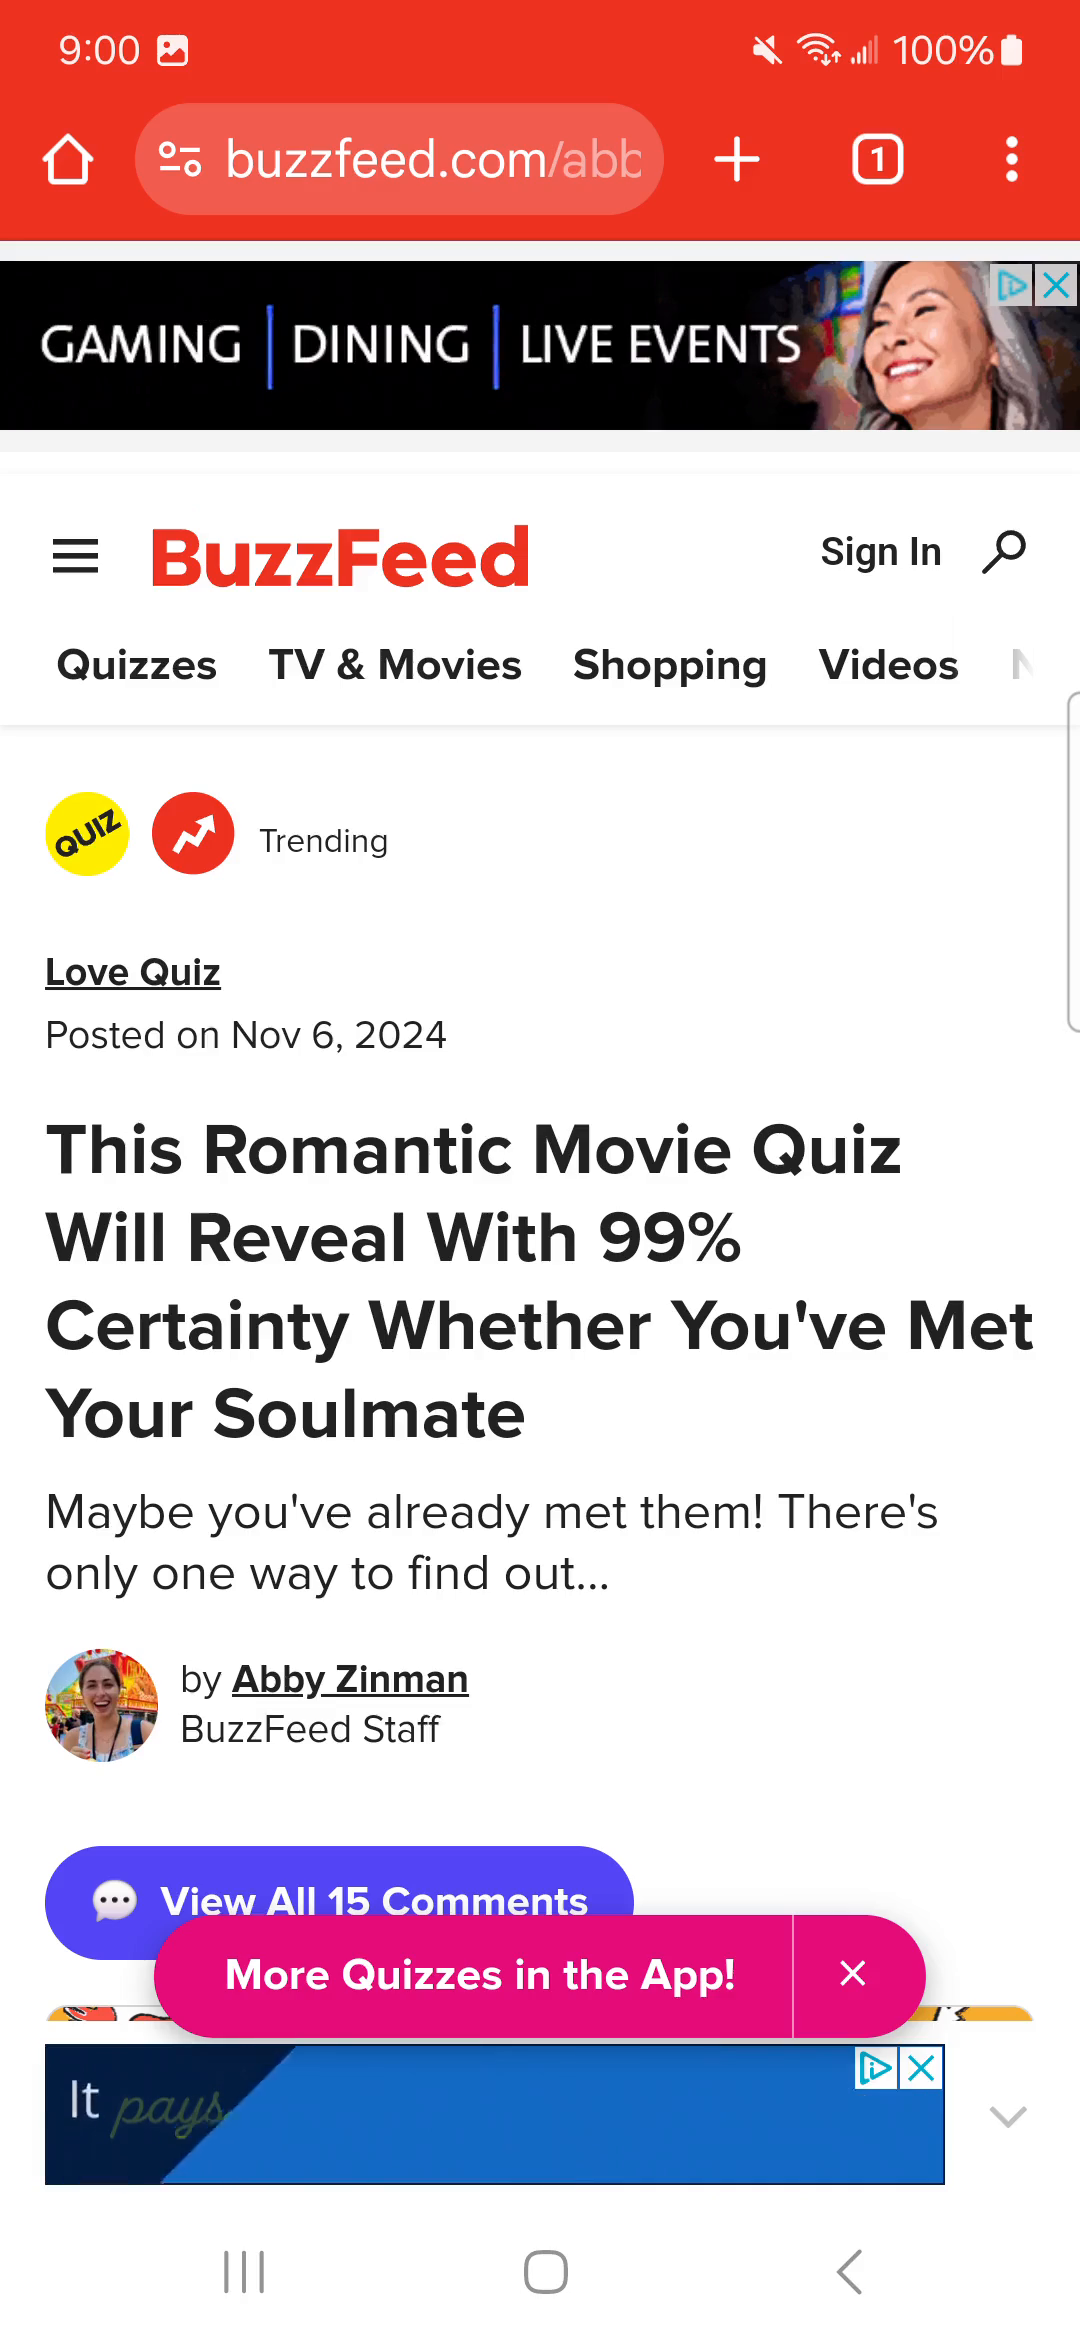 9:00
100%
buzzfeed.com/abb
1
GAMING | DINING | LIVE EVENTS
BuzzFeed
Sign In
Quizzes TV & Movies Shopping Videos
QUIZ
Trending
Love Quiz
Posted on Nov 6, 2024
This Romantic Movie Quiz
Will Reveal With 99%
Certainty Whether You've Met
Your Soulmate
Maybe you've already met them! There's
only one way to find out...
by Abby Zinman
BuzzFeed Staff
View All 15 Comments
More Quizzes in the App!
It pays